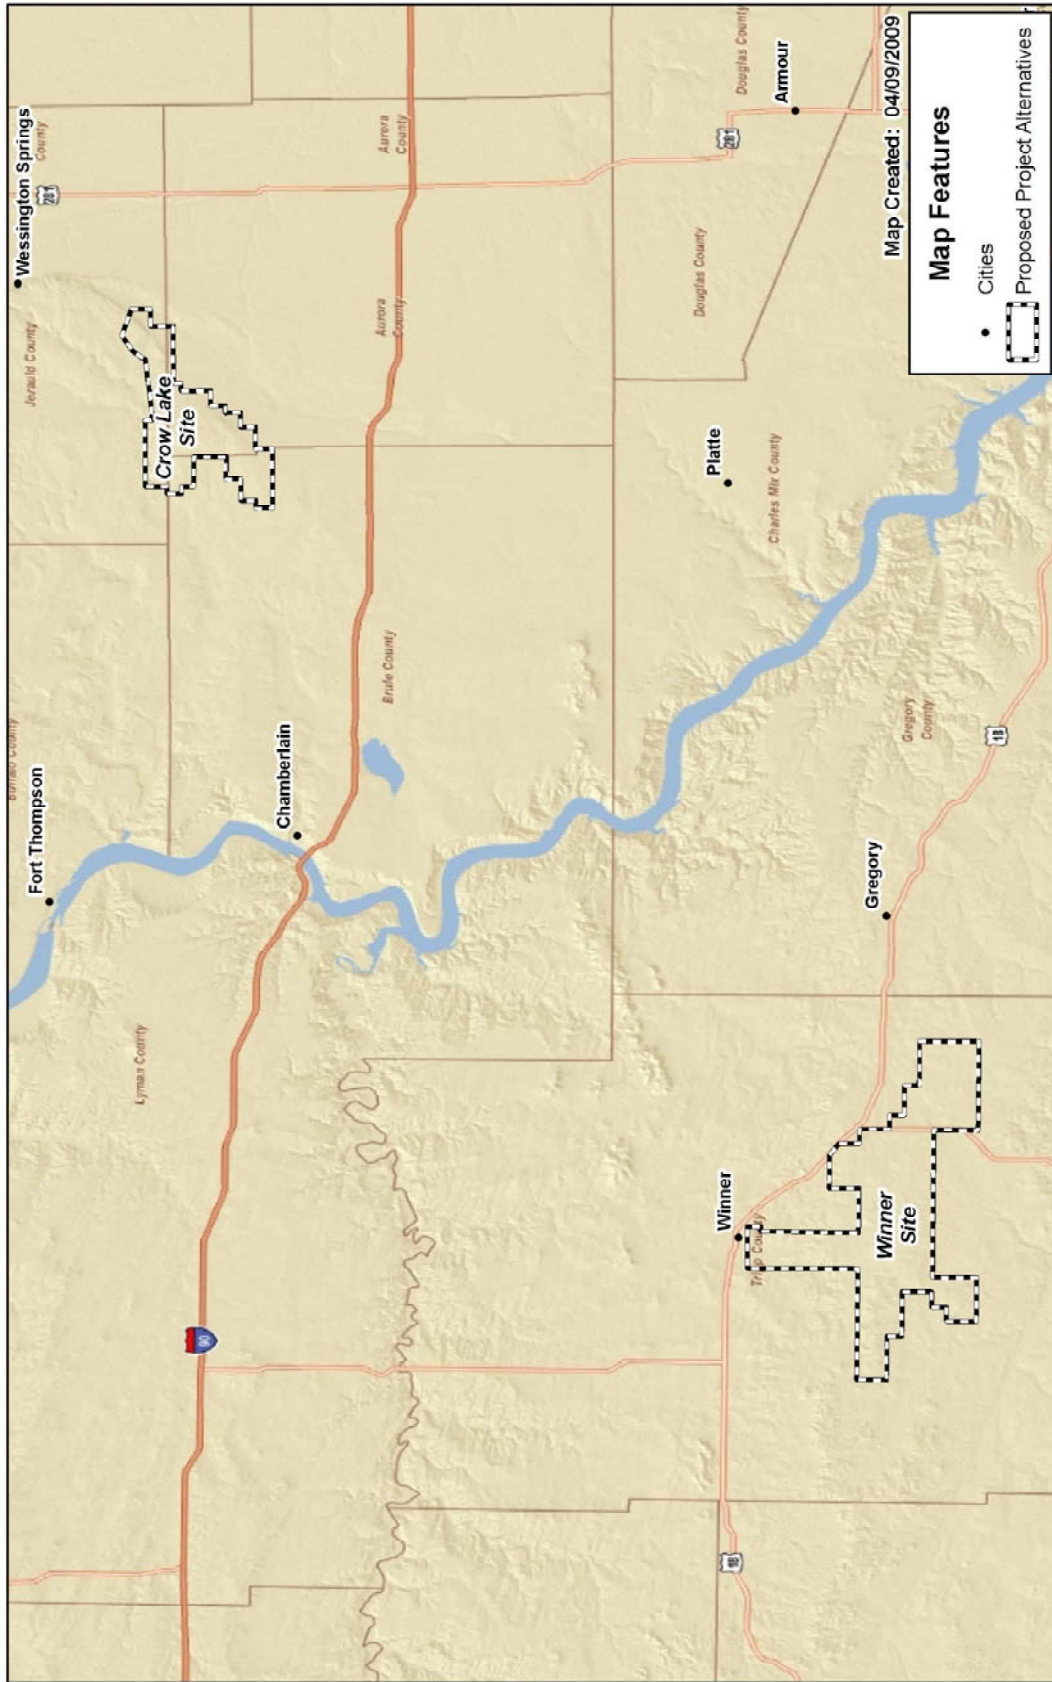 Buffalo County
Wessington Springs
Jerauld County
Fort Thompson
County
281
Lyman County
Crow Lake
Site
90
Chamberlain
Aurora
County
Aurora
County
Brule County
Douglas County
Platte
Winner
281
18
Douglas County
Tripp County
Charles Mix County
Armour
Gregory
Winner
Site
Gregory
County
18
Map Created: 04/09/2009
Map Features
Cities
Proposed Project Alternatives